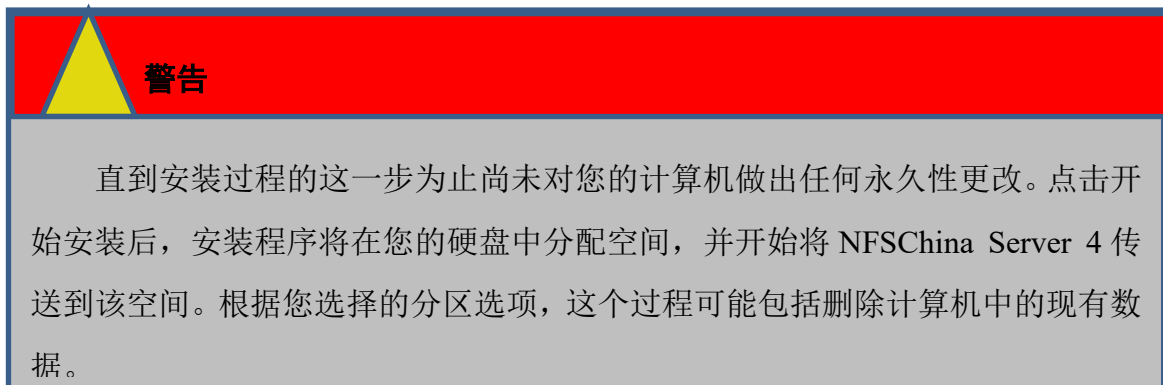 警告
直到安装过程的这一步为止尚未对您的计算机做出任何永久性更改。点击开
始安装后，安装程序将在您的硬盘中分配空间，并开始将 NFSChina Server 4 传
送到该空间。根据您选择的分区选项，这个过程可能包括删除计算机中的现有数
据。